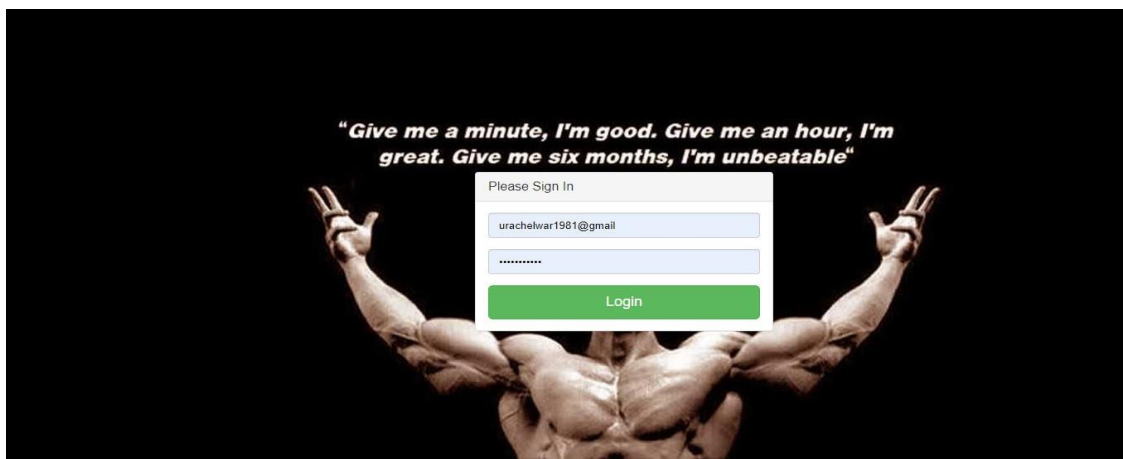 “Give me a minute, I'm good. Give me an hour, I'm
great. Give me six months, I'm unbeatable“
Please Sign In
urachelwar1981@gmail
•••••••••••
Login